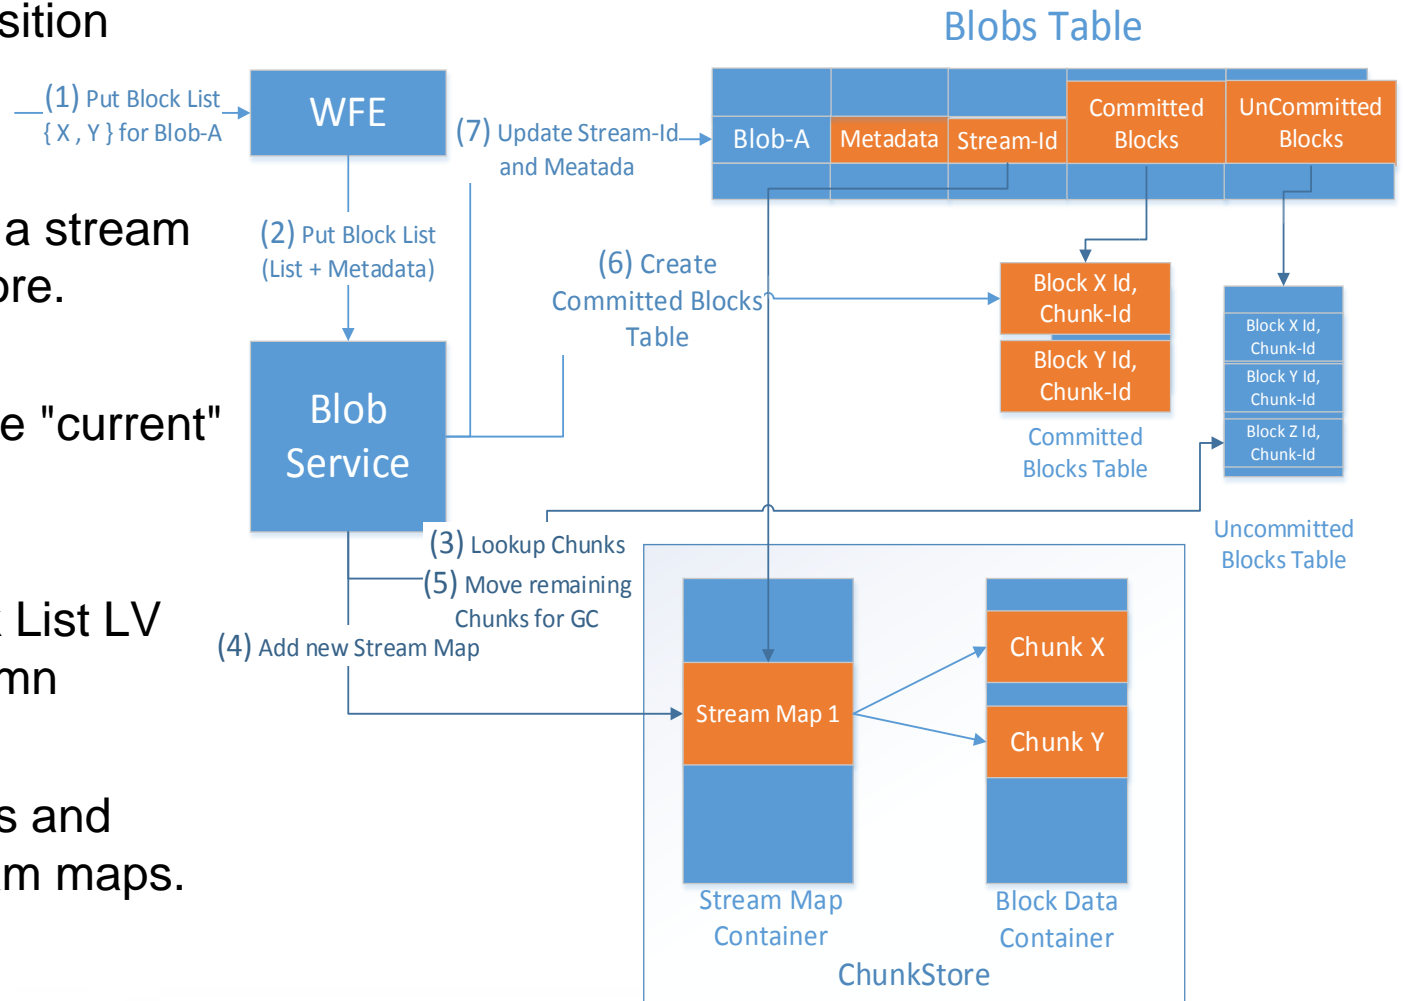 sition
a stream
ore.
e "current"
List LV
mn
s and
m maps.
Blobs Table
(1) Put Block List
{ X , Y } for Blob-A
WFE
(7) Update Stream-Id
and Meatada
Blob-A
Metadata
Stream-Id
Committed
Blocks
UnCommitted
Blocks
(2) Put Block List
(List + Metadata)
(6) Create
Committed Blocks
Table
Block X Id,
Chunk-Id
Block Y Id,
Chunk-Id
Committed
Blocks Table
Block X Id,
Chunk-Id
Block Y Id,
Chunk-Id
Block Z Id,
Chunk-Id
Uncommitted
Blocks Table
Blob
Service
(3) Lookup Chunks
(5) Move remaining
Chunks for GC
(4) Add new Stream Map
Stream Map 1
Chunk X
Chunk Y
Stream Map
Container
Block Data
Container
ChunkStore